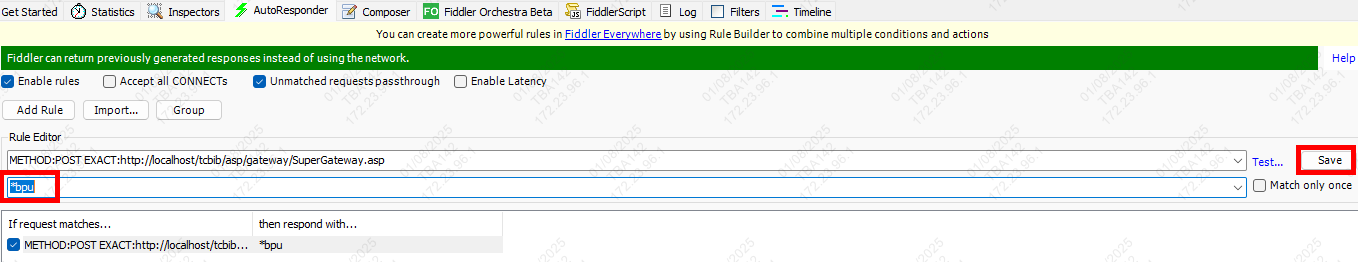 Get Started Statistics Inspectors AutoResponder Composer FO Fiddler Orchestra Beta FiddlerScript Log Filters Timeline
You can create more powerful rules in Fiddler Everywhere by using Rule Builder to combine multiple conditions and actions
Fiddler can return previously generated responses instead of using the network. Help
Enable rules Accept all CONNECTs Unmatched requests passthrough Enable Latency
Add Rule Import... Group
Rule Editor
METHOD:POST EXACT:http://localhost/tcbib/asp/gateway/SuperGateway.asp Test... Save
*bpu Match only once
If request matches... then respond with...
METHOD:POST EXACT:http://localhost/tcbib... *bpu
01/08/2025
TBA142
172.23.96.1